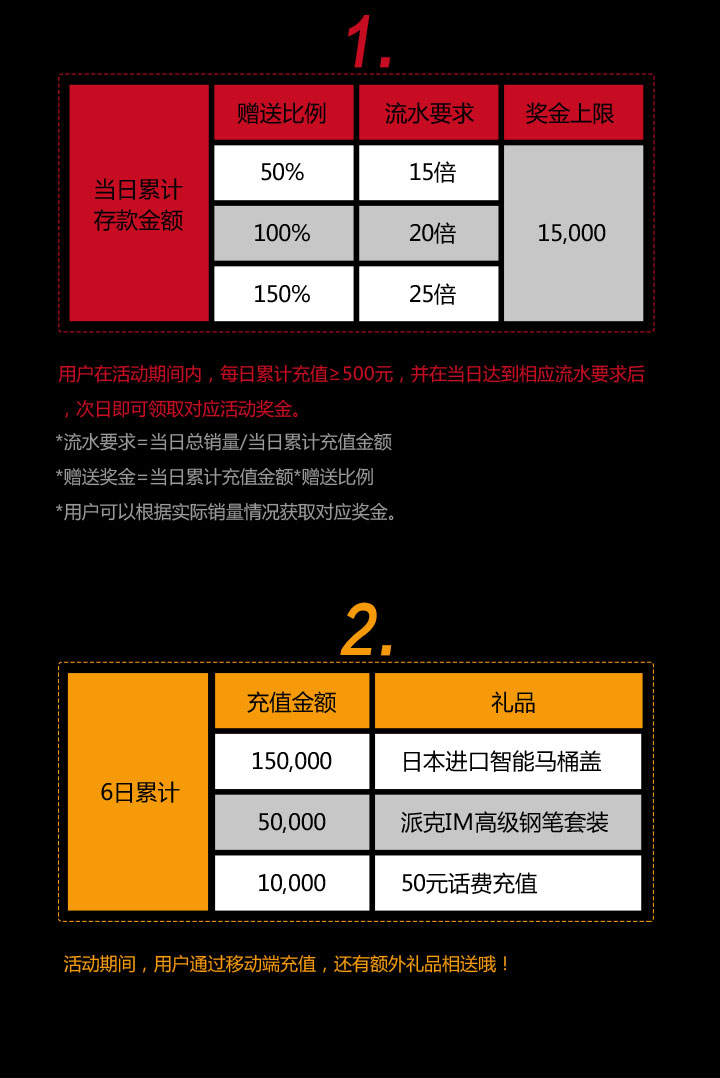 1.
赠送比例 流水要求 奖金上限
当日累计
存款金额
50% 15倍
100% 20倍 15,000
150% 25倍
用户在活动期间内，每日累计充值≥500元，并在当日达到相应流水要求后
，次日即可领取对应活动奖金。
*流水要求=当日总销量/当日累计充值金额
*赠送奖金=当日累计充值金额*赠送比例
*用户可以根据实际销量情况获取对应奖金。
2.
充值金额 礼品
6日累计
150,000 日本进口智能马桶盖
50,000 派克IM高级钢笔套装
10,000 50元话费充值
活动期间，用户通过移动端充值，还有额外礼品相送哦！